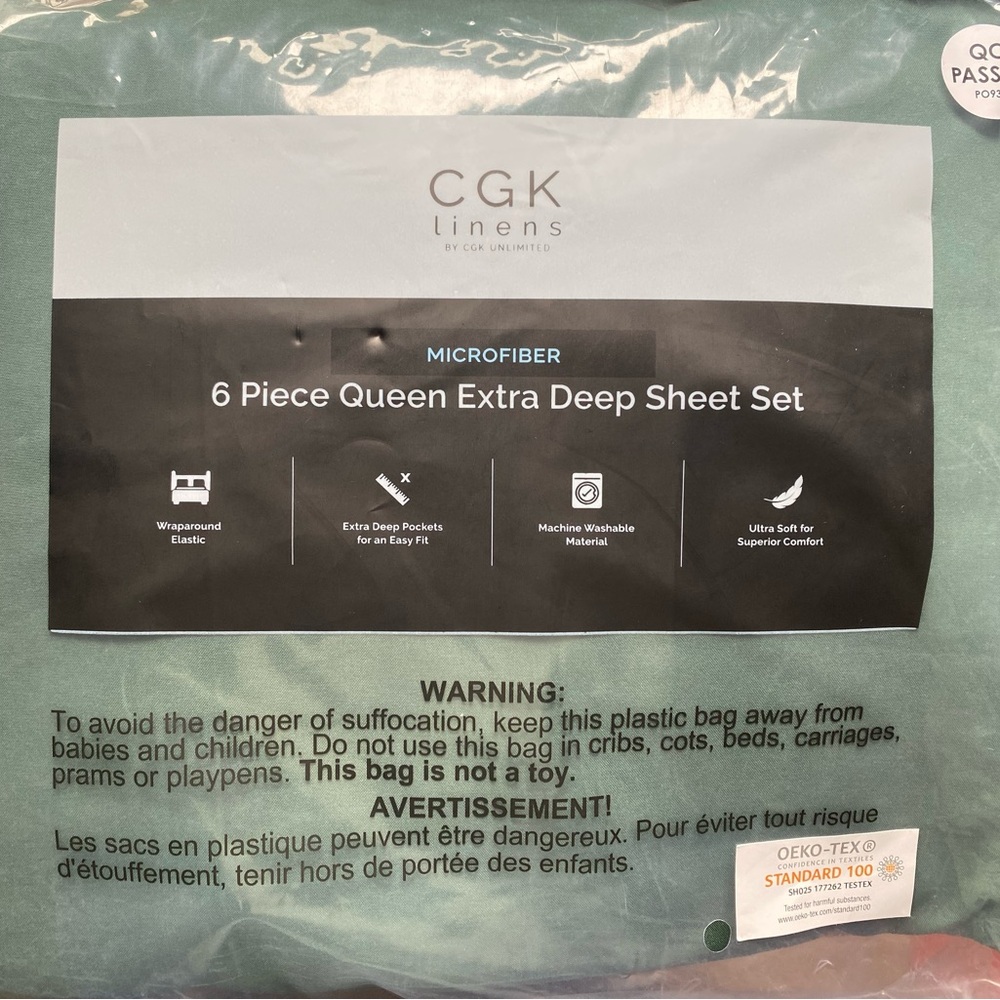 QC
PASS
PO93
CGK
linens
BY CGK UNLIMITED
MICROFIBER
6 Piece Queen Extra Deep Sheet Set
X
Wraparound
Elastic
Extra Deep Pockets
for an Easy Fit
Machine Washable
Material
Ultra Soft for
Superior Comfort
WARNING:
To avoid the danger of suffocation, keep this plastic bag away from
babies and children. Do not use this bag in cribs, cots, beds, carriages,
prams or playpens. This bag is not a toy.
AVERTISSEMENT!
Les sacs en plastique peuvent être dangereux. Pour éviter tout risque
d'étouffement, tenir hors de portée des enfants.
OEKO-TEX®
CONFIDENCE IN TEXTILES
STANDARD 100
SH025 177262 TESTEX
Tested for harmful substances.
www.oeko-tex.com/standard100